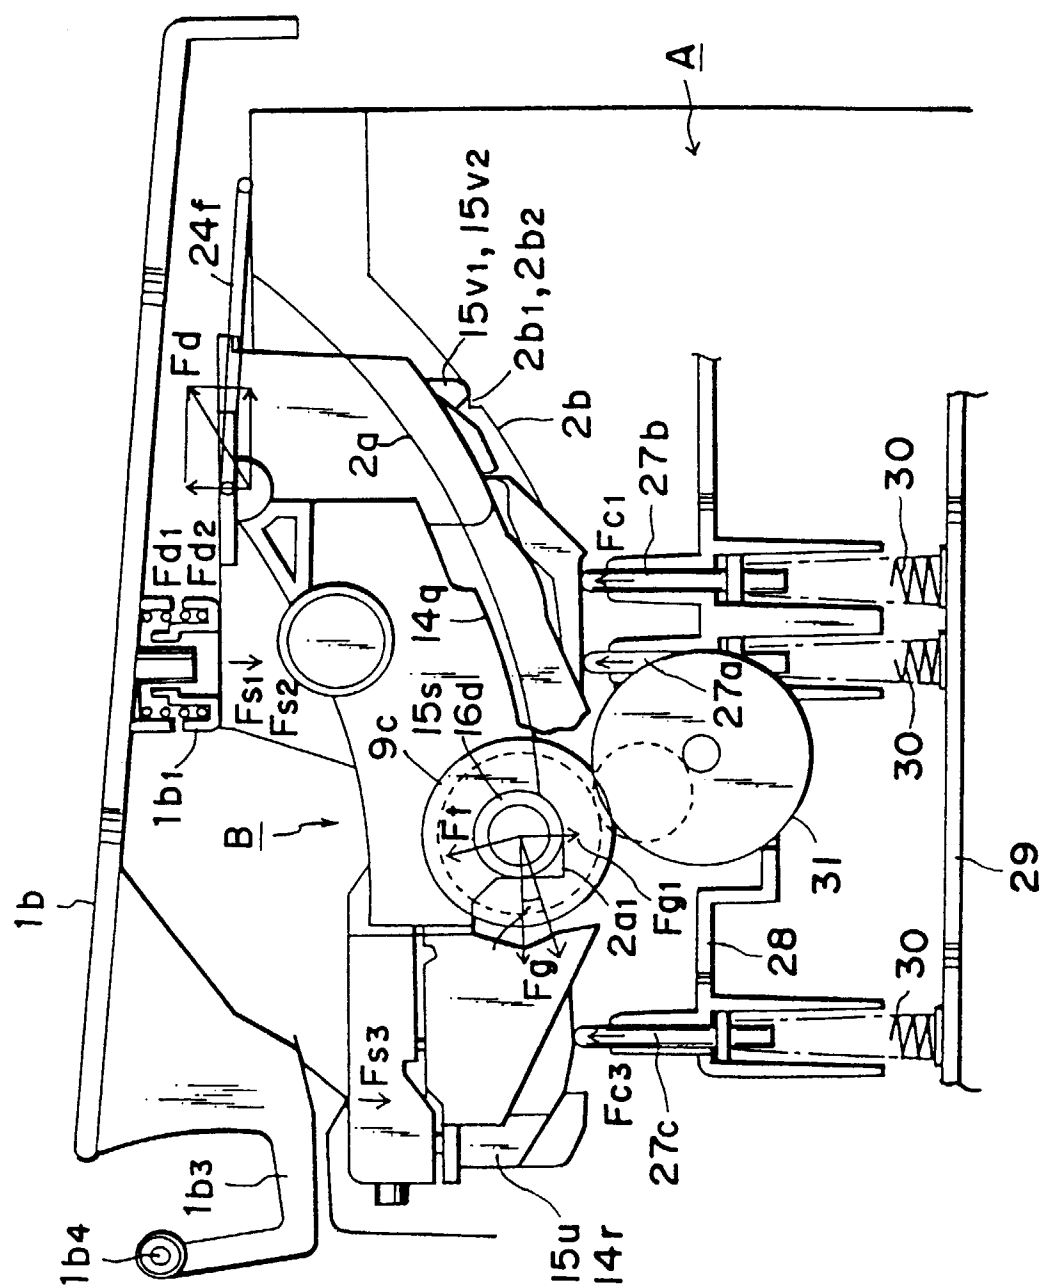 1b
1b4
1b3
15u
14r
B
1b1
Fs1
Fs2
Fd1
Fd2
Fd
24f
A
15v1, 15v2
2b1, 2b2
2b
2a
14q
15s
16d
9c
Ft
Fg
Fg1
2a1
Fs3
Fc3
27c
Fc1
27b
27a
28
31
29
30
30
30